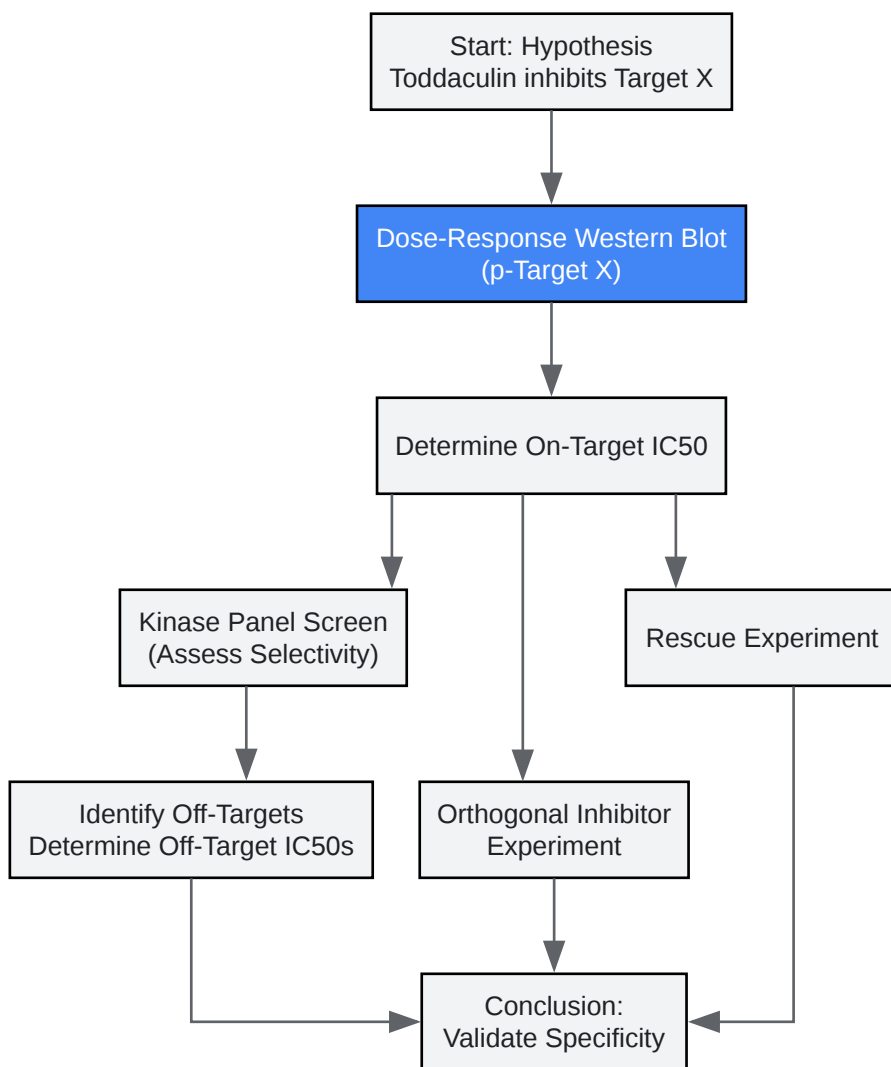 Start: Hypothesis
Toddaculin inhibits Target X
Dose-Response Western Blot
(p-Target X)
Determine On-Target IC50
Kinase Panel Screen
(Assess Selectivity)
Rescue Experiment
Identify Off-Targets
Determine Off-Target IC50s
Orthogonal Inhibitor
Experiment
Conclusion:
Validate Specificity